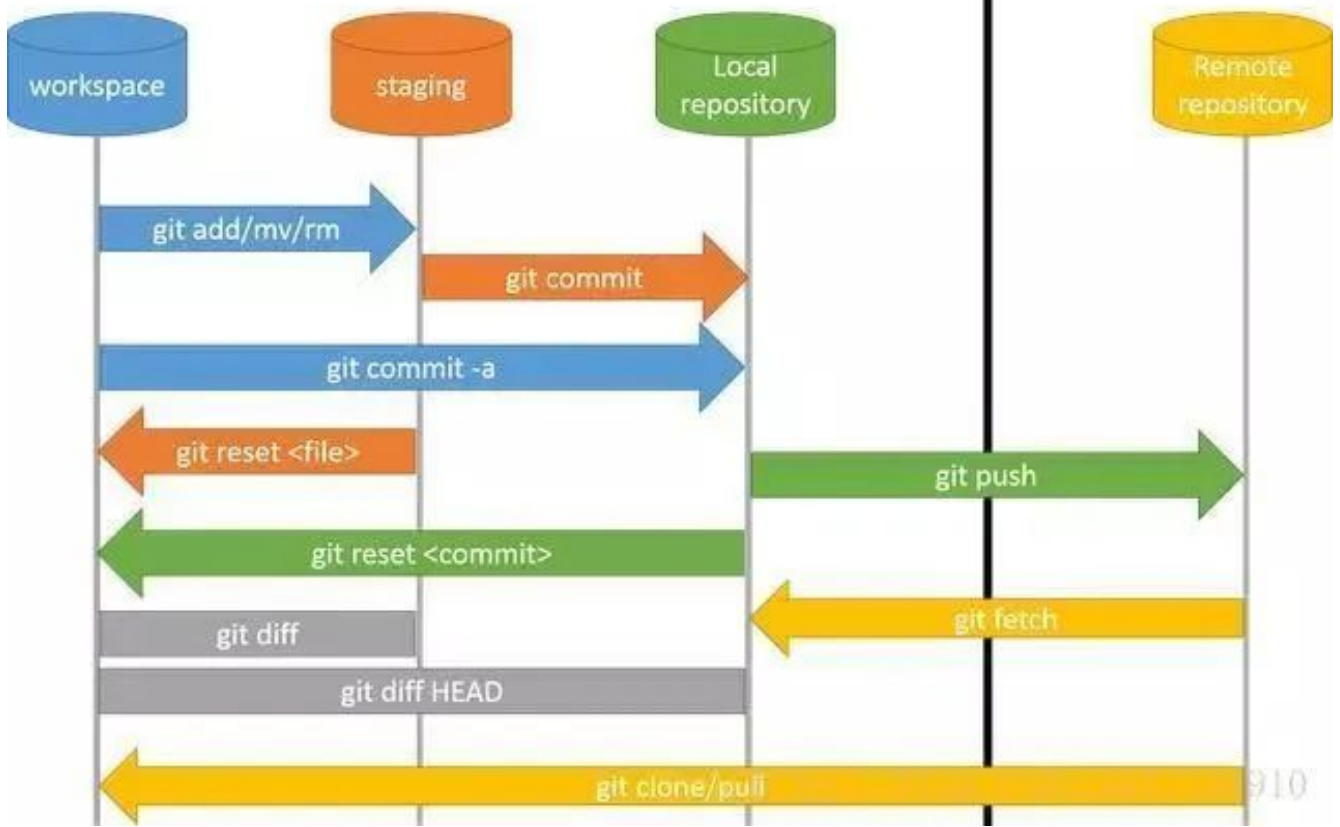 workspace
staging
Local
repository
Remote
repository
git add/mv/rm
git commit
git commit -a
git reset <file>
git push
git reset <commit>
git fetch
git diff
git diff HEAD
git clone/pull
910